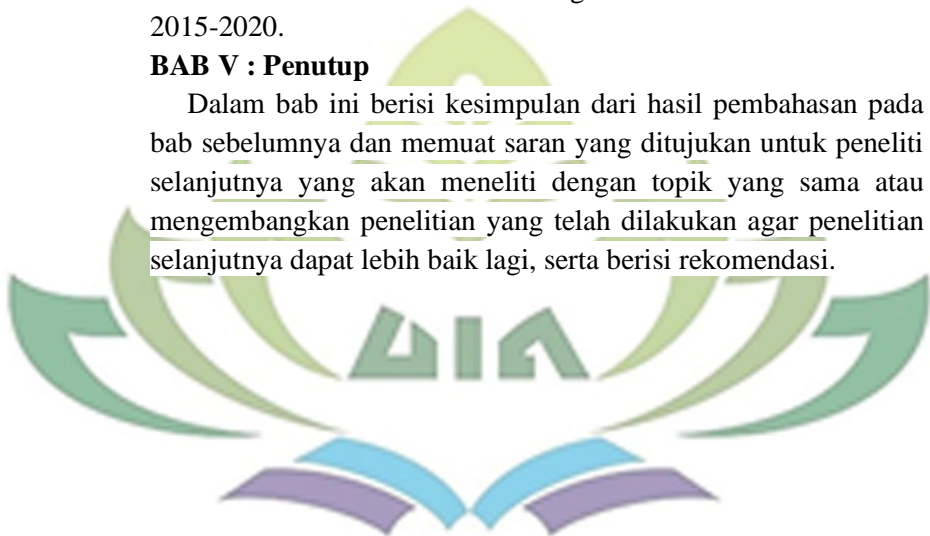 2015-2020.
BAB V : Penutup
Dalam bab ini berisi kesimpulan dari hasil pembahasan pada
bab sebelumnya dan memuat saran yang ditujukan untuk peneliti
selanjutnya yang akan meneliti dengan topik yang sama atau
mengembangkan penelitian yang telah dilakukan agar penelitian
selanjutnya dapat lebih baik lagi, serta berisi rekomendasi.
UIN